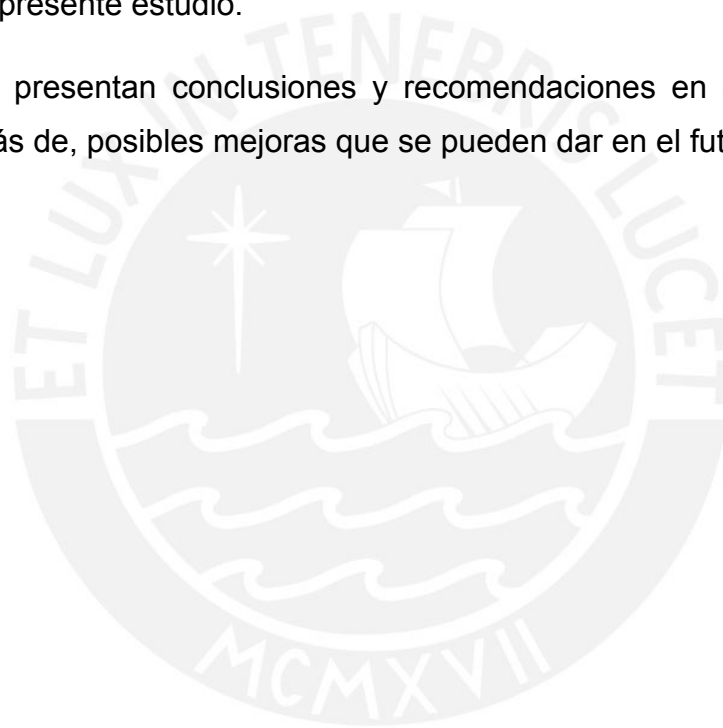 presente estudio.
presentan conclusiones y recomendaciones en
ás de, posibles mejoras que se pueden dar en el fut
ET LUX IN TENEBRIS LUCET
MCMXVII